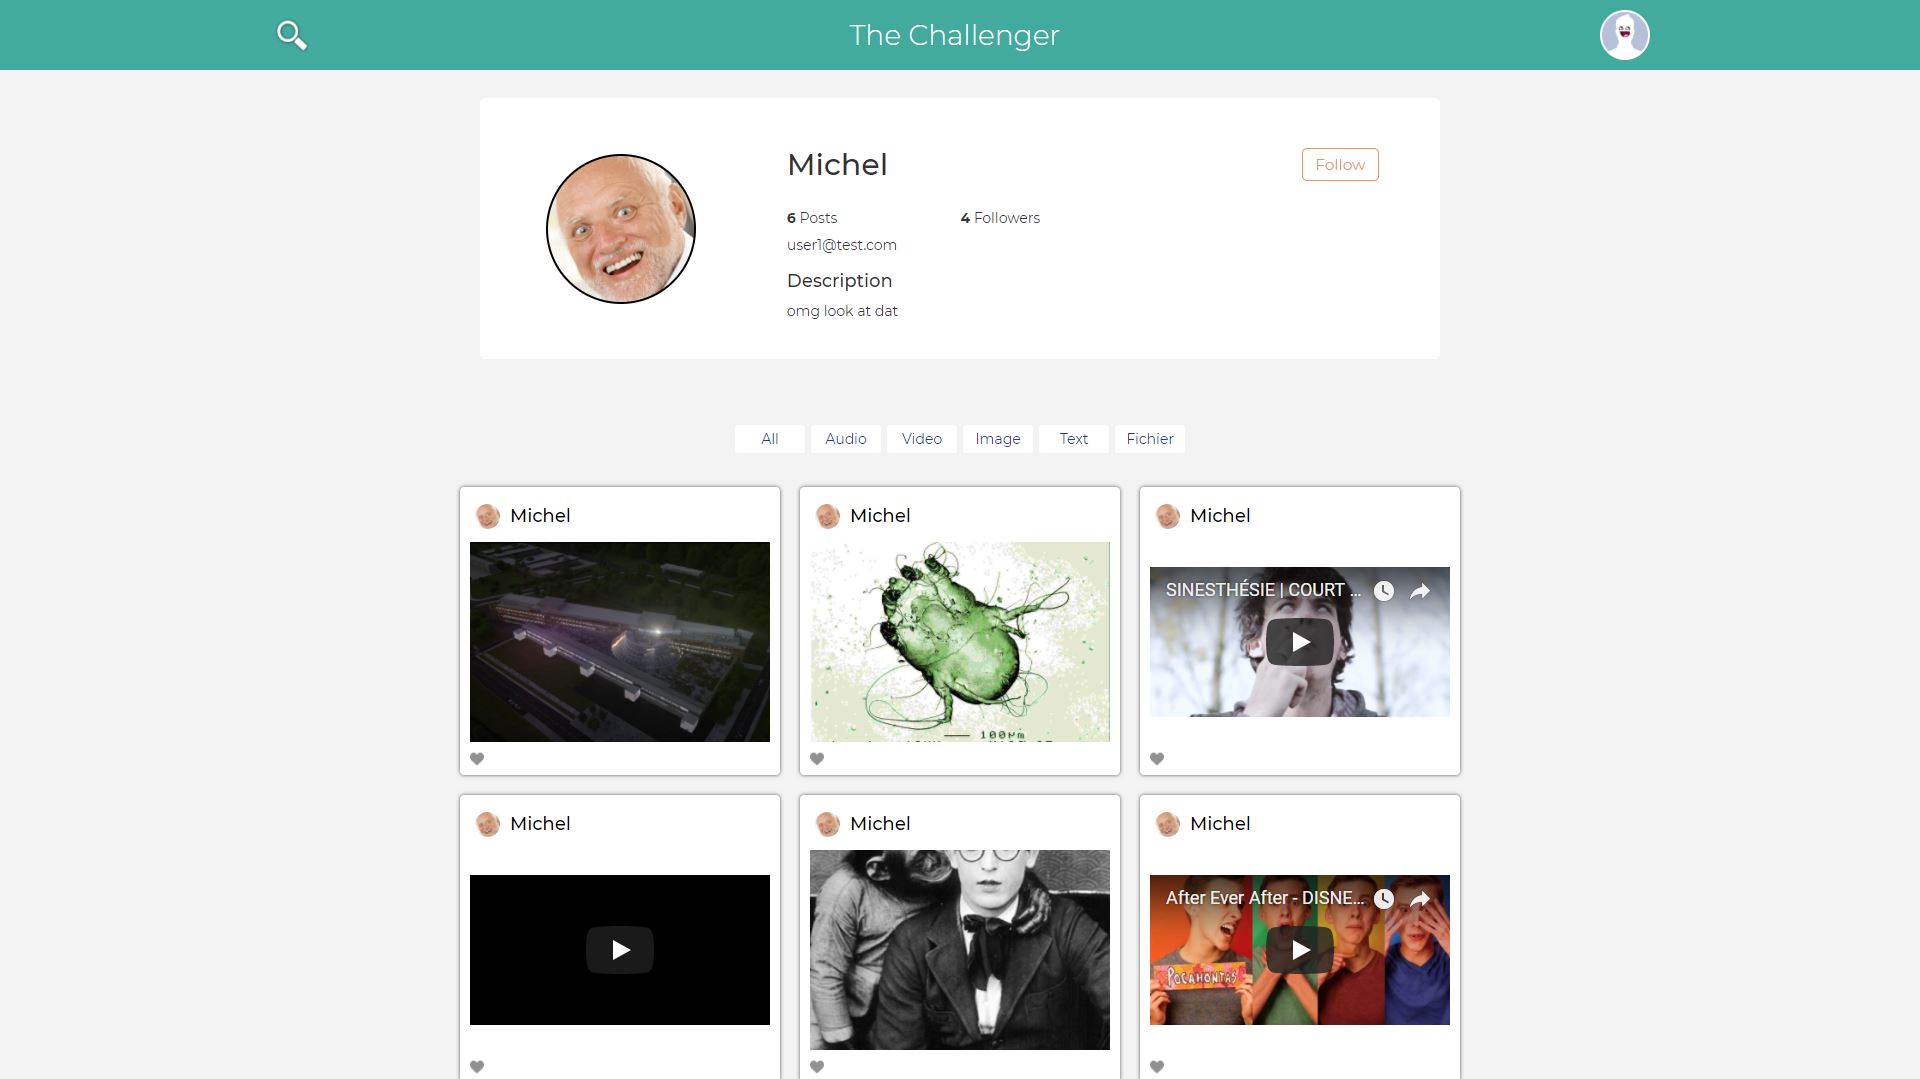 The Challenger
Michel
Follow
6 Posts
4 Followers
user1@test.com
Description
omg look at dat
All
Audio
Video
Image
Text
Fichier
Michel
Michel
100µm
Michel
SINESTHÉSIE | COURT ...
Michel
Michel
Michel
After Ever After - DISNE...
POCAHONTAS